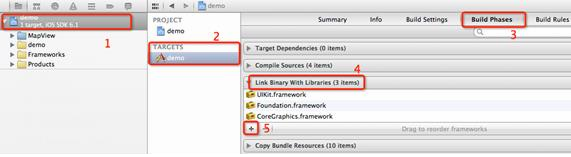 demo
1 target, iOS SDK 6.1
1
MapView
demo
Frameworks
Products
demo
PROJECT
demo
TARGETS
2
demo
Summary
Info
Build Settings
Build Phases
Build Rules
3
Target Dependencies (0 items)
Compile Sources (4 items)
4
Link Binary With Libraries (3 items)
UIKit.framework
Foundation.framework
CoreGraphics.framework
5
+
Drag to reorder frameworks
Copy Bundle Resources (10 items)